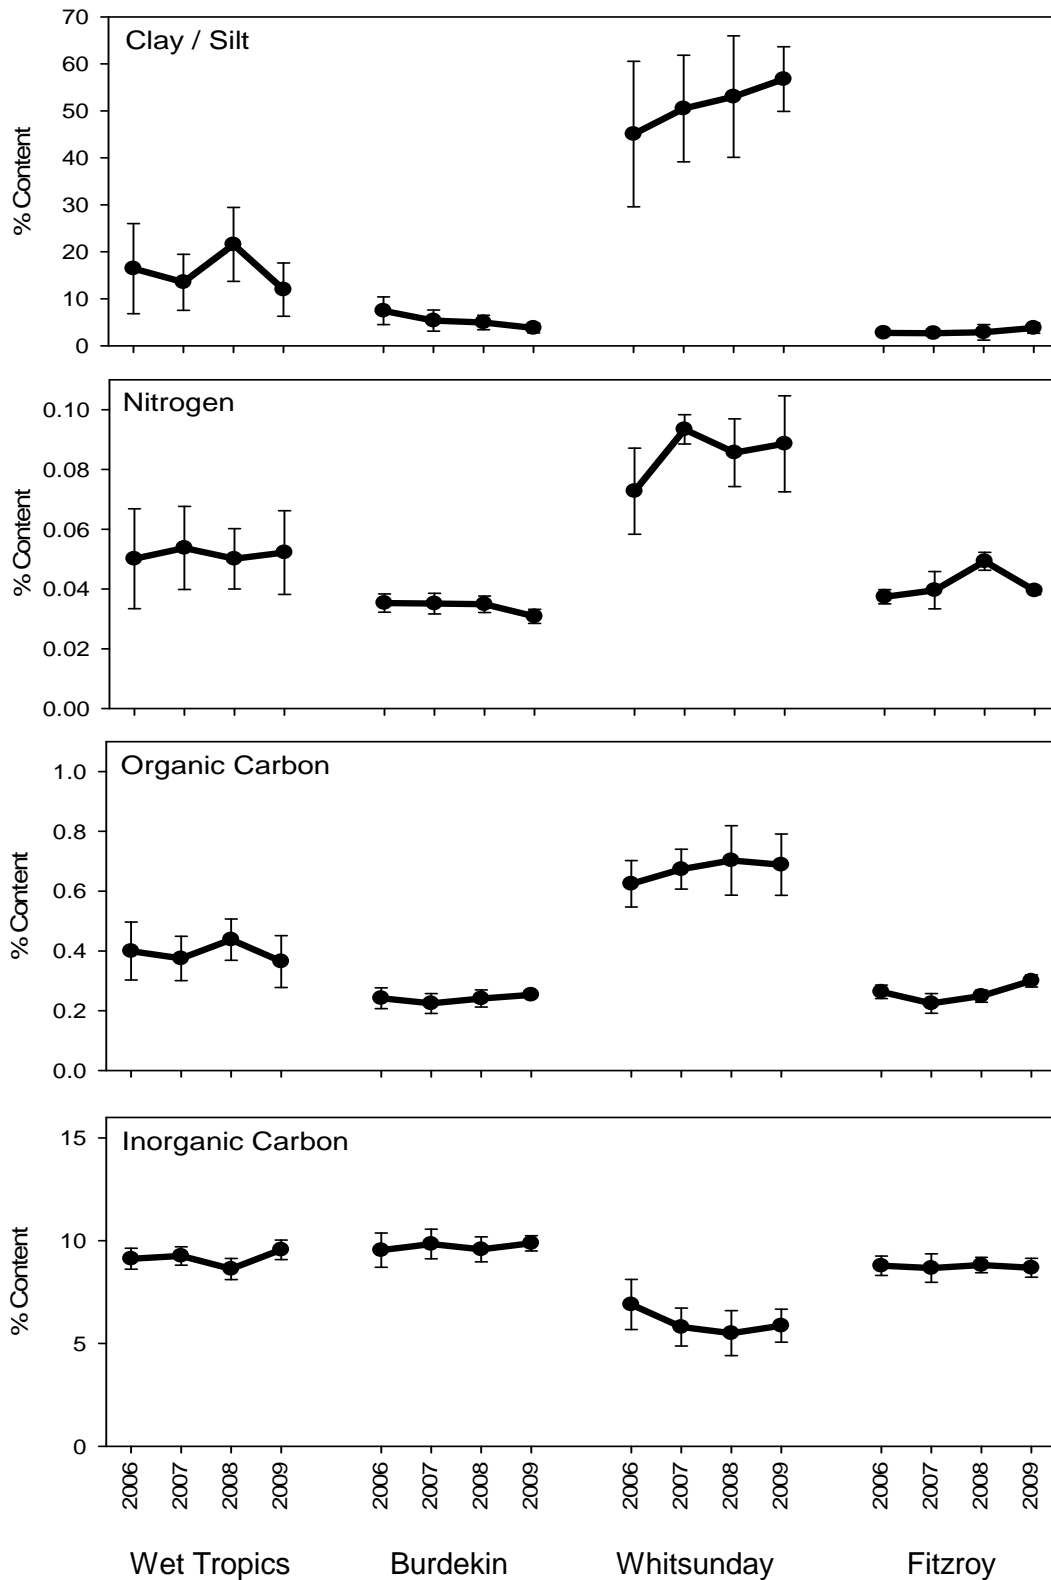 Clay / Silt
% Content
70
60
50
40
30
20
10
0
Nitrogen
% Content
0.10
0.08
0.06
0.04
0.02
0.00
Organic Carbon
% Content
1.0
0.8
0.6
0.4
0.2
0.0
Inorganic Carbon
% Content
15
10
5
0
2006 2007 2008 2009 2006 2007 2008 2009 2006 2007 2008 2009 2006 2007 2008 2009
Wet Tropics Burdekin Whitsunday Fitzroy